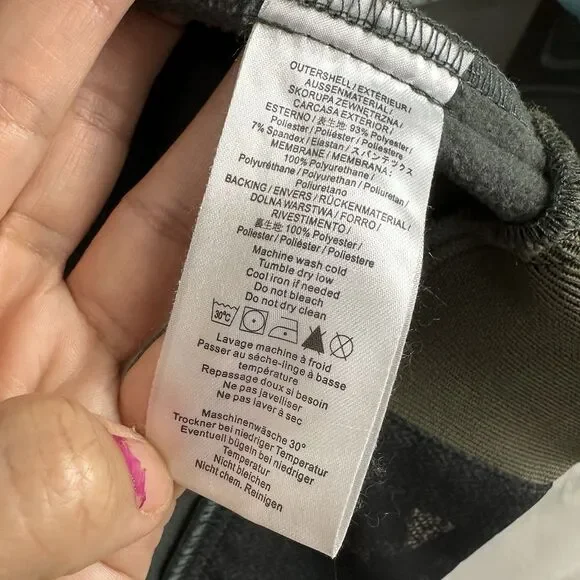 OUTERSHELL / EXTÉRIEUR /
AUSSENMATERIAL /
SKORUPA ZEWNĘTRZNA /
CARCASA EXTERIOR /
ESTERNO / 表生地: 93% Polyester/
Poliester / Poliéster / Poliestere
7% Spandex / Elastan / スパンテックス
MEMBRANE / MEMBRANA:
100% Polyurethane /
Polyuréthane / Polyurethan / Poliuretan /
Poliuretano
BACKING / ENVERS / RÜCKENMATERIAL /
DOLNA WARSTWA / FORRO /
RIVESTIMENTO /
裏生地: 100% Polyester /
Poliester / Poliéster / Poliestere
Machine wash cold
Tumble dry low
Cool iron if needed
Do not bleach
Do not dry clean
30°C
Lavage machine à froid
Passer au sèche-linge à basse
température
Repassage doux si besoin
Ne pas javelliser
Ne pas laver à sec
Maschinenwäsche 30°
Trockner bei niedriger Temperatur
Eventuell bügeln bei niedriger
Temperatur
Nicht bleichen
Nicht chem. Reinigen